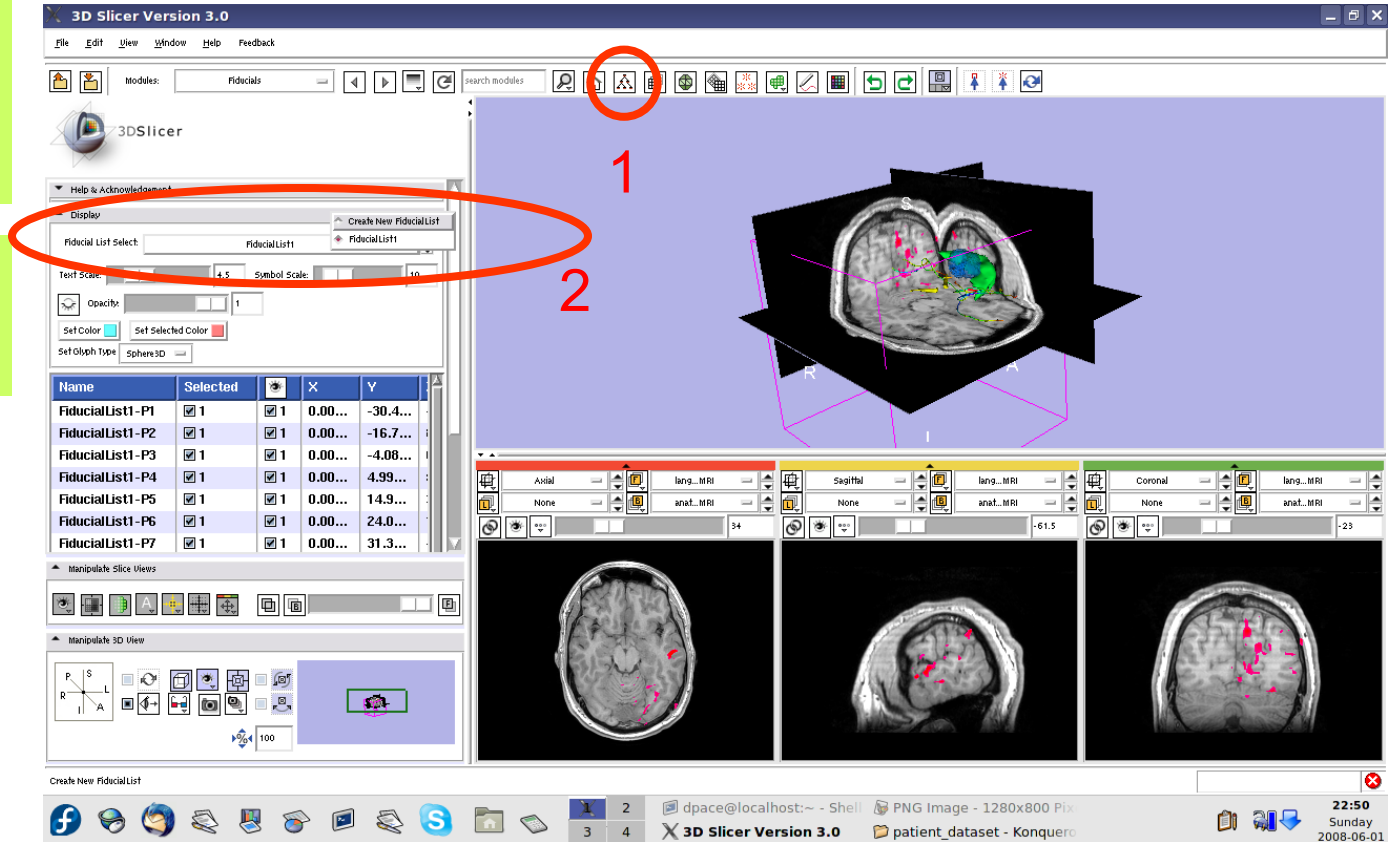 3D Slicer Version 3.0
File Edit View Window Help Feedback
Modules: Fiducials search modules
3DSlicer
1
Help & Acknowledgement
Display
Create New FiducialList
Fiducial List Select: FiducialList1 FiducialList1
Text Scale: 4.5 Symbol Scale: 10
2
Opacity: 1
Set Color Set Selected Color
Set Glyph Type Sphere3D
Name Selected X Y
FiducialList1-P1 1 1 0.00... -30.4...
FiducialList1-P2 1 1 0.00... -16.7...
FiducialList1-P3 1 1 0.00... -4.08...
FiducialList1-P4 1 1 0.00... 4.99...
FiducialList1-P5 1 1 0.00... 14.9...
FiducialList1-P6 1 1 0.00... 24.0...
FiducialList1-P7 1 1 0.00... 31.3...
S
R A
I
Axial lang...MRI Sagittal lang...MRI Coronal lang...MRI
None anat...MRI None anat...MRI None anat...MRI
34 -61.5 -23
Manipulate Slice Views
Manipulate 3D View
P S
R L
I A
% 100
Create New FiducialList
1 2 dpace@localhost:~ - Shell PNG Image - 1280x800 Pix
3 4 3D Slicer Version 3.0 patient_dataset - Konquero
22:50
Sunday
2008-06-01